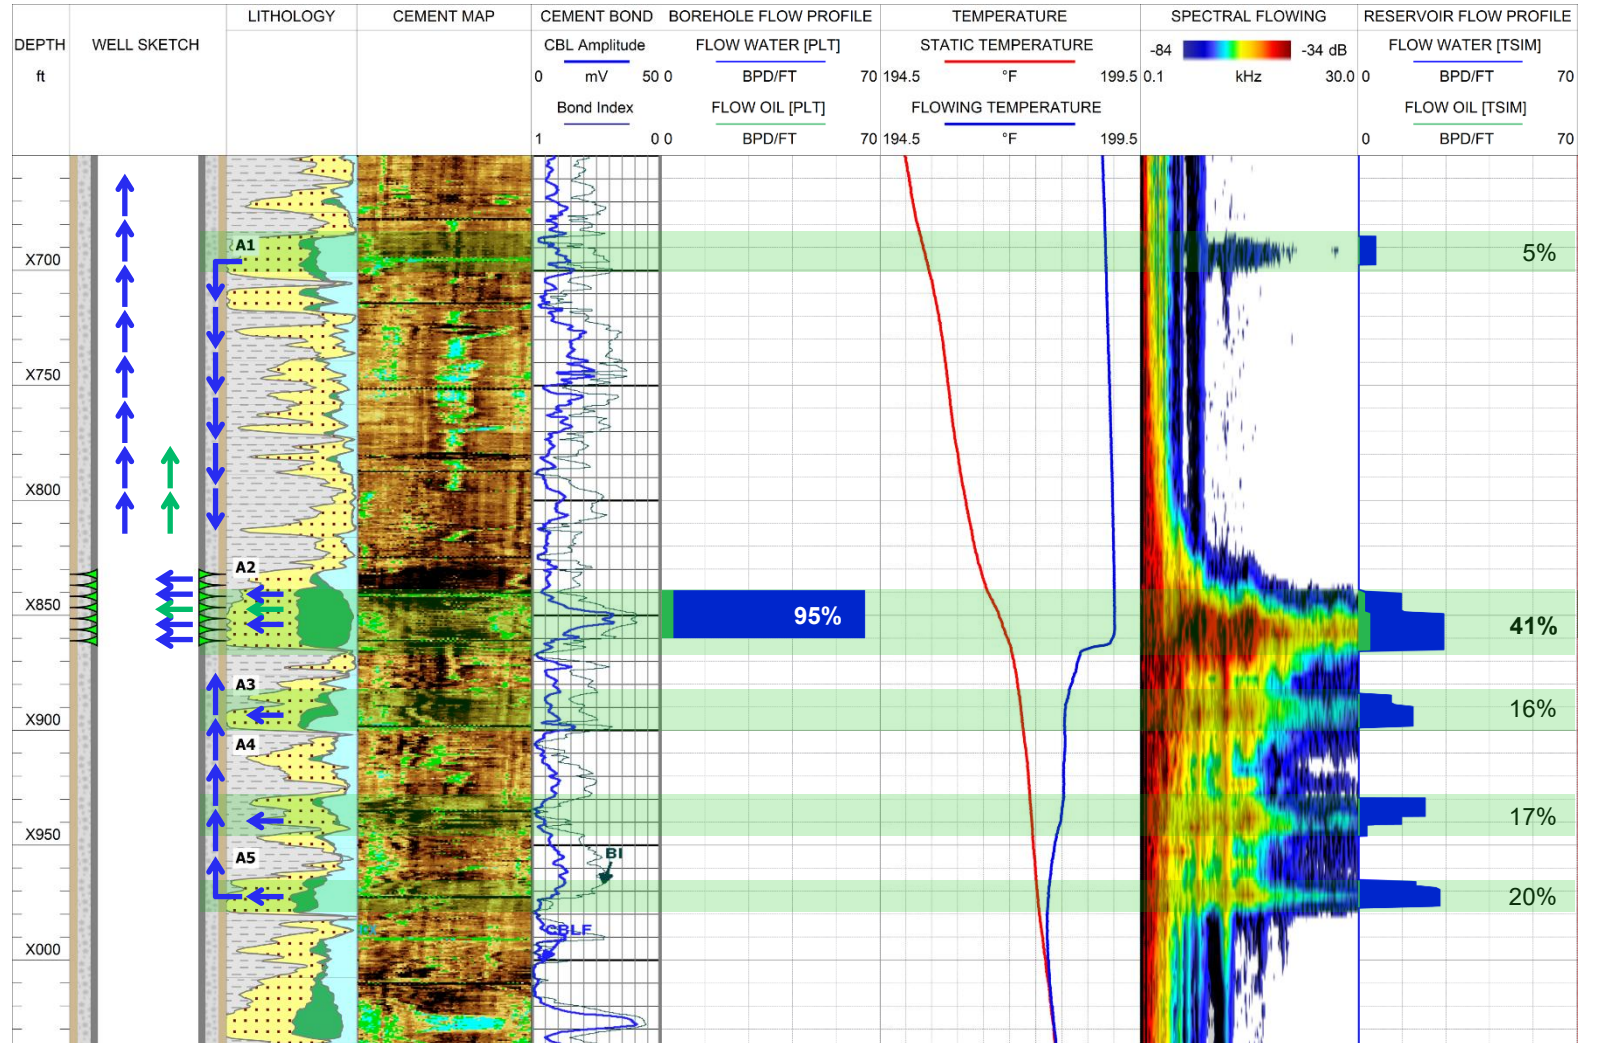 LITHOLOGY CEMENT MAP CEMENT BOND BOREHOLE FLOW PROFILE TEMPERATURE SPECTRAL FLOWING RESERVOIR FLOW PROFILE
DEPTH WELL SKETCH CBL Amplitude FLOW WATER [PLT] STATIC TEMPERATURE -84 -34 dB FLOW WATER [TSIM]
ft 0 mV 50 0 BPD/FT 70 194.5 °F 199.5 0.1 kHz 30.0 0 BPD/FT 70
Bond Index FLOW OIL [PLT] FLOWING TEMPERATURE FLOW OIL [TSIM]
1 0 0 BPD/FT 70 194.5 °F 199.5 0 BPD/FT 70
A1 5%
X700
X750
X800
A2
X850 95% 41%
A3
X900 16%
A4
X950 17%
BI
A5
20%
CBLF
X000